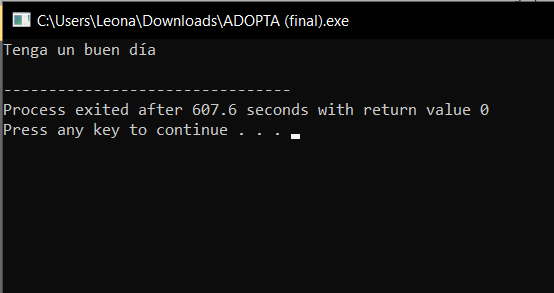 C:\Users\Leona\Downloads\ADOPTA (final).exe
Tenga un buen día
--------------------------------
Process exited after 607.6 seconds with return value 0
Press any key to continue . . .